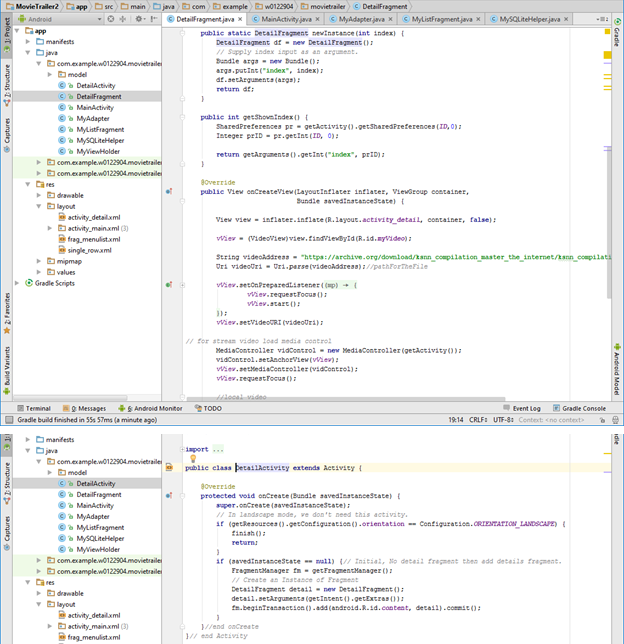 MovieTrailer2 app src main java com example w0122904 movietrailer DetailFragment
Android
DetailFragment.java MainActivity.java MyAdapter.java MyListFragment.java MySQLiteHelper.java
1: Project
Structure
Captures
Favorites
Build Variants
Gradle
Android Model
app
manifests
java
com.example.w0122904.movietrailer
model
DetailActivity
DetailFragment
MainActivity
MyAdapter
MyListFragment
MySQLiteHelper
MyViewHolder
com.example.w0122904.movietrailer
com.example.w0122904.movietrailer
res
drawable
layout
activity_detail.xml
activity_main.xml (3)
frag_menulist.xml
single_row.xml
mipmap
values
Gradle Scripts
public static DetailFragment newInstance(int index) {
DetailFragment df = new DetailFragment();
// Supply index input as an argument.
Bundle args = new Bundle();
args.putInt("index", index);
df.setArguments(args);
return df;
}
public int getShownIndex() {
SharedPreferences pr = getActivity().getSharedPreferences(ID,0);
Integer prID = pr.getInt(ID, 0);
return getArguments().getInt("index", prID);
}
@Override
public View onCreateView(LayoutInflater inflater, ViewGroup container,
Bundle savedInstanceState) {
View view = inflater.inflate(R.layout.activity_detail, container, false);
vView = (VideoView)view.findViewById(R.id.myVideo);
String videoAddress = "https://archive.org/download/ksnn_compilation_master_the_internet/ksnn_compilati
Uri videoUri = Uri.parse(videoAddress);//pathForTheFile
vView.setOnPreparedListener((mp) → {
vView.requestFocus();
vView.start();
});
vView.setVideoURI(videoUri);
// for stream video load media control
MediaController vidControl = new MediaController(getActivity());
vidControl.setAnchorView(vView);
vView.setMediaController(vidControl);
vView.requestFocus();
//local video
Terminal 0: Messages 6: Android Monitor TODO Event Log Gradle Console
Gradle build finished in 55s 57ms (a minute ago) 19:14 CRLF UTF-8 Context: <no context>
Structure
Captures
manifests
java
com.example.w0122904.movietrailer
model
DetailActivity
DetailFragment
MainActivity
MyAdapter
MyListFragment
MySQLiteHelper
MyViewHolder
com.example.w0122904.movietrailer
com.example.w0122904.movietrailer
res
drawable
layout
activity_detail.xml
activity_main.xml (3)
frag_menulist.xml
import ...
public class DetailActivity extends Activity {
@Override
protected void onCreate(Bundle savedInstanceState) {
super.onCreate(savedInstanceState);
// In landscape mode, we don't need this activity.
if (getResources().getConfiguration().orientation == Configuration.ORIENTATION_LANDSCAPE) {
finish();
return;
}
if (savedInstanceState == null) {// Initial, No detail fragment then add details fragment.
FragmentManager fm = getFragmentManager();
// Create an Instance of Fragment
DetailFragment detail = new DetailFragment();
detail.setArguments(getIntent().getExtras());
fm.beginTransaction().add(android.R.id.content, detail).commit();
}
}//end onCreate
}// end Activity